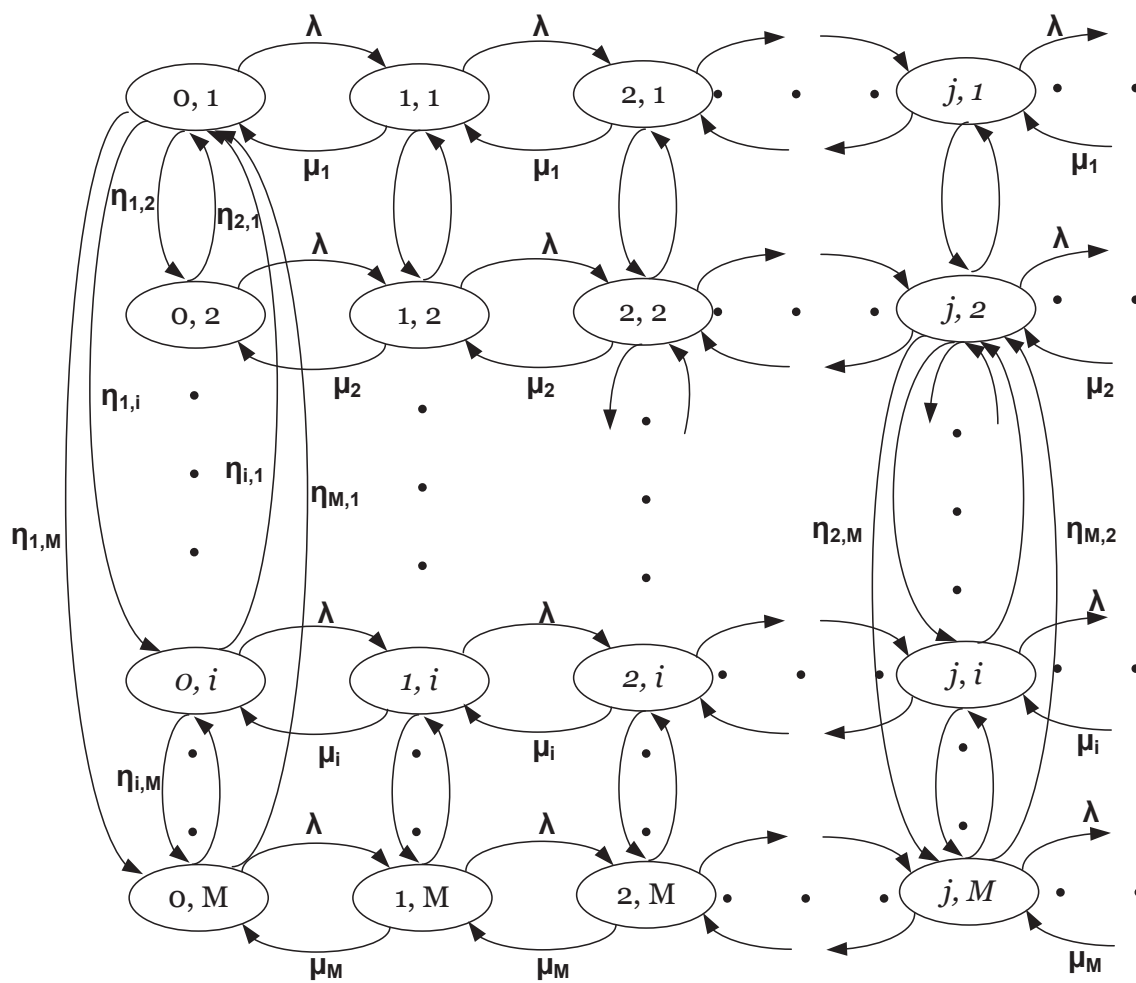 λ λ λ
0, 1 1, 1 2, 1 j, 1
μ1 μ1 μ1
η1,2 η2,1
λ λ λ
0, 2 1, 2 2, 2 j, 2
μ2 μ2 μ2
η1,i
ηi,1 ηM,1
η1,M η2,M ηM,2
λ λ λ
0, i 1, i 2, i j, i
μi μi μi
ηi,M
λ λ λ
0, M 1, M 2, M j, M
μM μM μM